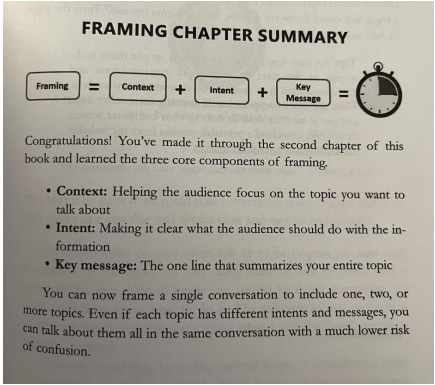 FRAMING CHAPTER SUMMARY
Framing = Context + Intent + Key Message =
Congratulations! You've made it through the second chapter of this
book and learned the three core components of framing.
• Context: Helping the audience focus on the topic you want to
talk about
• Intent: Making it clear what the audience should do with the in-
formation
• Key message: The one line that summarizes your entire topic
You can now frame a single conversation to include one, two, or
more topics. Even if each topic has different intents and messages, you
can talk about them all in the same conversation with a much lower risk
of confusion.